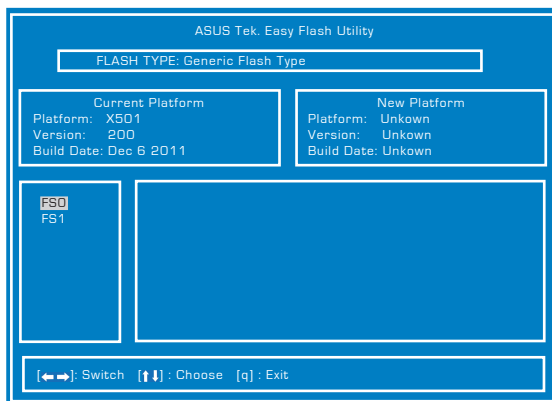 ASUS Tek. Easy Flash Utility
FLASH TYPE: Generic Flash Type
Current Platform
Platform: X501
Version: 200
Build Date: Dec 6 2011
New Platform
Platform: Unkown
Version: Unkown
Build Date: Unkown
FS0
FS1
[←→]: Switch [↑↓] : Choose [q] : Exit